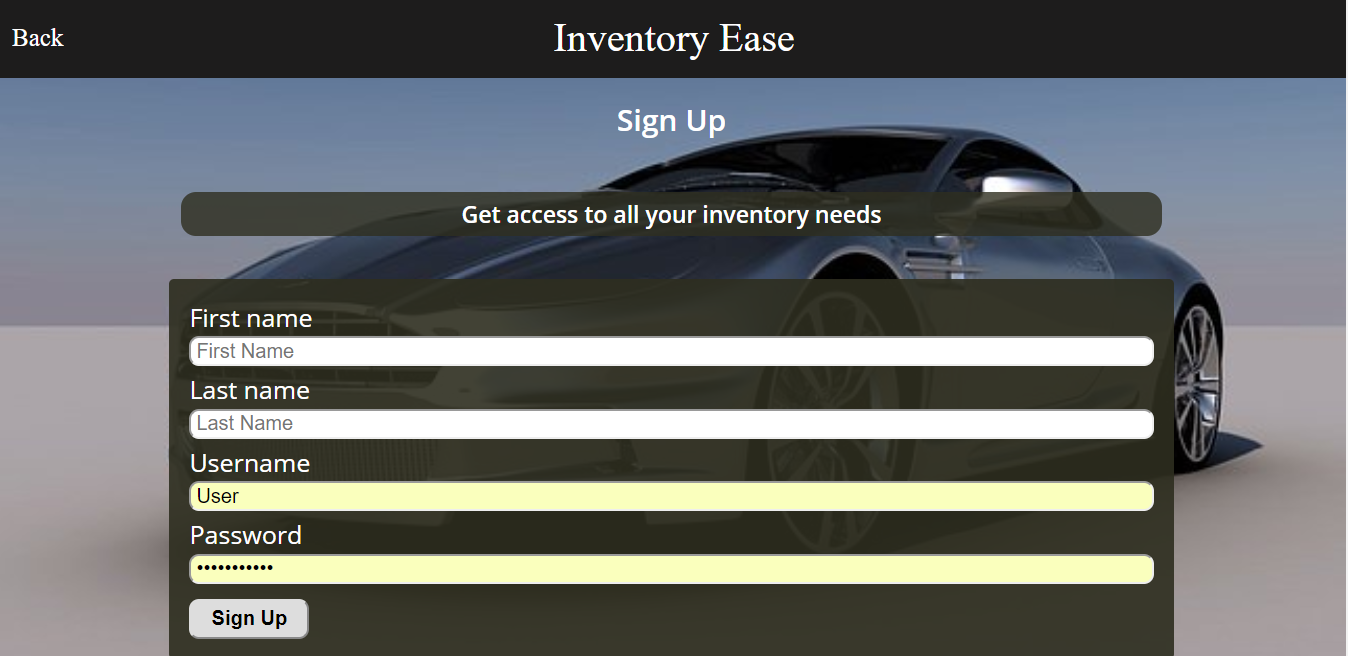 Back
Inventory Ease
Sign Up
Get access to all your inventory needs
First name
First Name
Last name
Last Name
Username
User
Password
•••••••••••
Sign Up